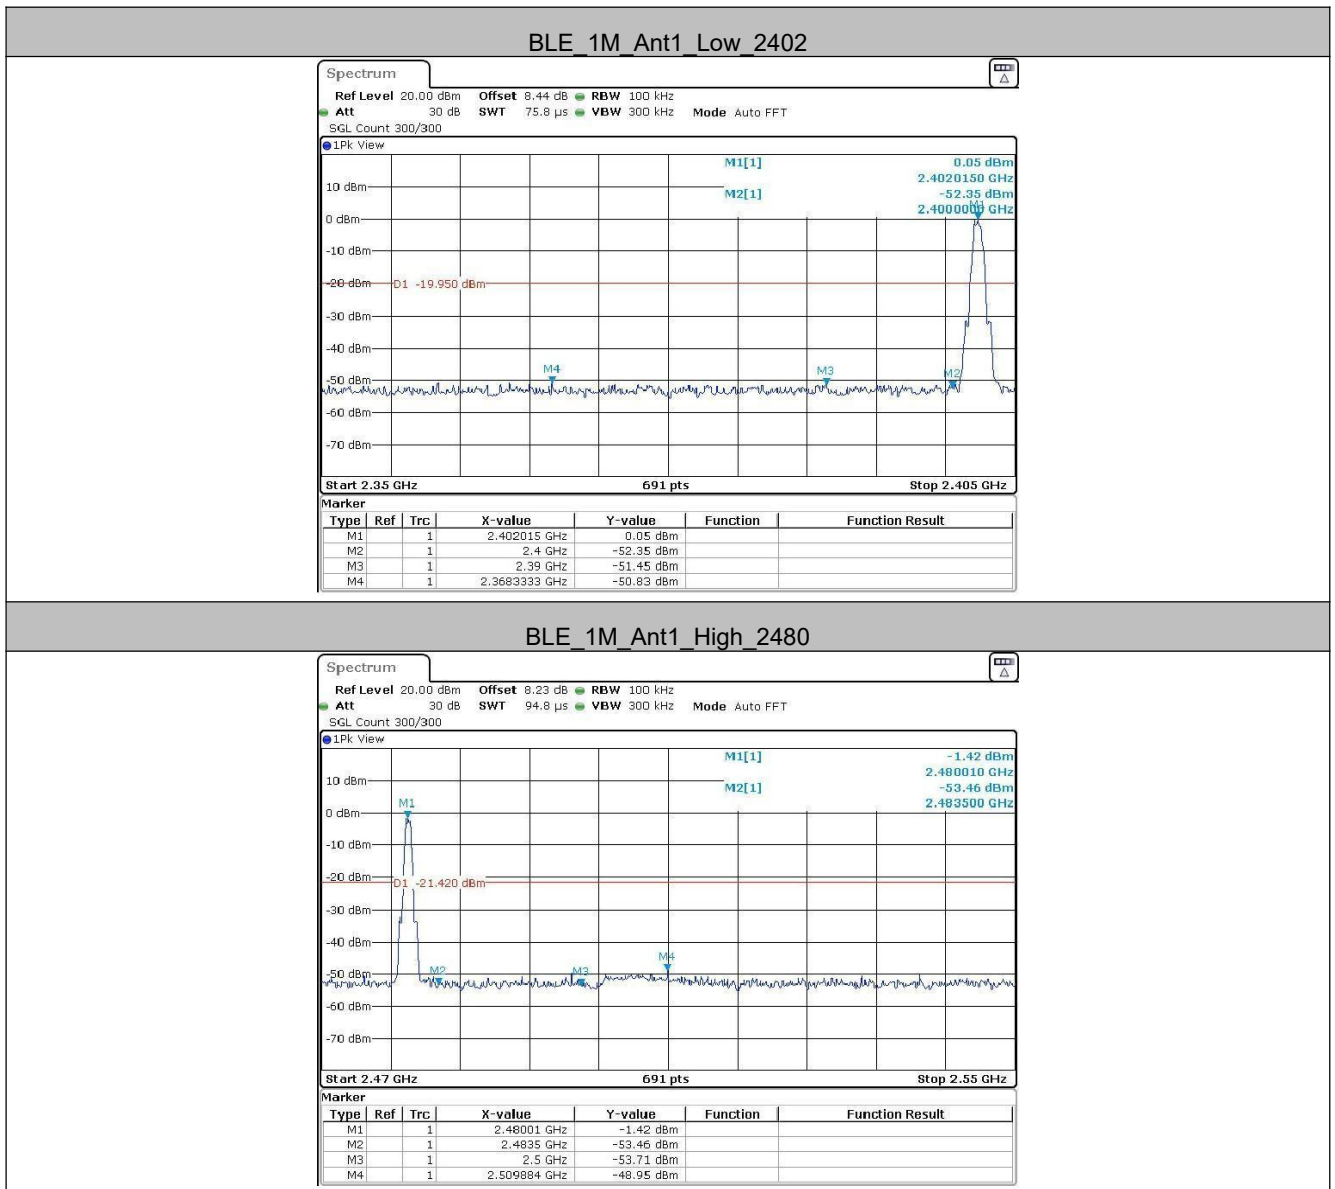 BLE_1M_Ant1_Low_2402
Spectrum
Ref Level 20.00 dBm Offset 8.44 dB RBW 100 kHz
Att 30 dB SWT 75.8 µs VBW 300 kHz Mode Auto FFT
SGL Count 300/300
1Pk View
M1[1] 0.05 dBm
2.4020150 GHz
10 dBm
M2[1] -52.35 dBm
2.4000000 GHz
M1
0 dBm
-10 dBm
-20 dBm
D1 -19.950 dBm
-30 dBm
-40 dBm
M4 M3 M2
-50 dBm
-60 dBm
-70 dBm
Start 2.35 GHz 691 pts Stop 2.405 GHz
Marker
Type Ref Trc X-value Y-value Function Function Result
M1 1 2.402015 GHz 0.05 dBm
M2 1 2.4 GHz -52.35 dBm
M3 1 2.39 GHz -51.45 dBm
M4 1 2.3683333 GHz -50.83 dBm
BLE_1M_Ant1_High_2480
Spectrum
Ref Level 20.00 dBm Offset 8.23 dB RBW 100 kHz
Att 30 dB SWT 94.8 µs VBW 300 kHz Mode Auto FFT
SGL Count 300/300
1Pk View
M1[1] -1.42 dBm
2.480010 GHz
10 dBm
M2[1] -53.46 dBm
2.483500 GHz
M1
0 dBm
-10 dBm
-20 dBm
D1 -21.420 dBm
-30 dBm
-40 dBm
M4
M2 M3
-50 dBm
-60 dBm
-70 dBm
Start 2.47 GHz 691 pts Stop 2.55 GHz
Marker
Type Ref Trc X-value Y-value Function Function Result
M1 1 2.48001 GHz -1.42 dBm
M2 1 2.4835 GHz -53.46 dBm
M3 1 2.5 GHz -53.71 dBm
M4 1 2.509884 GHz -48.95 dBm